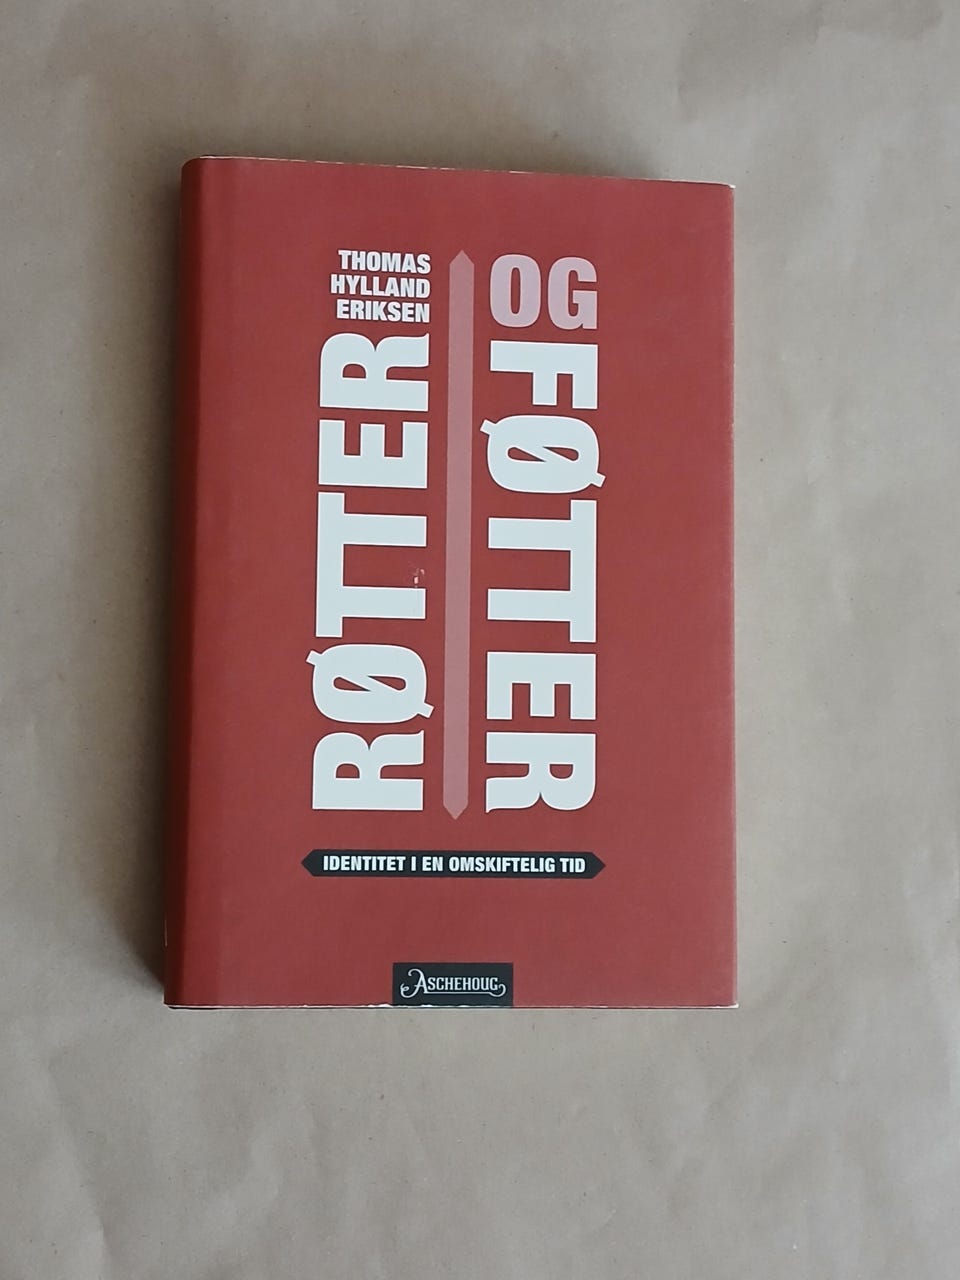 THOMAS
HYLLAND
ERIKSEN
RØTTER
OG
FØTTER
IDENTITET I EN OMSKIFTELIG TID
ASCHEHOUG